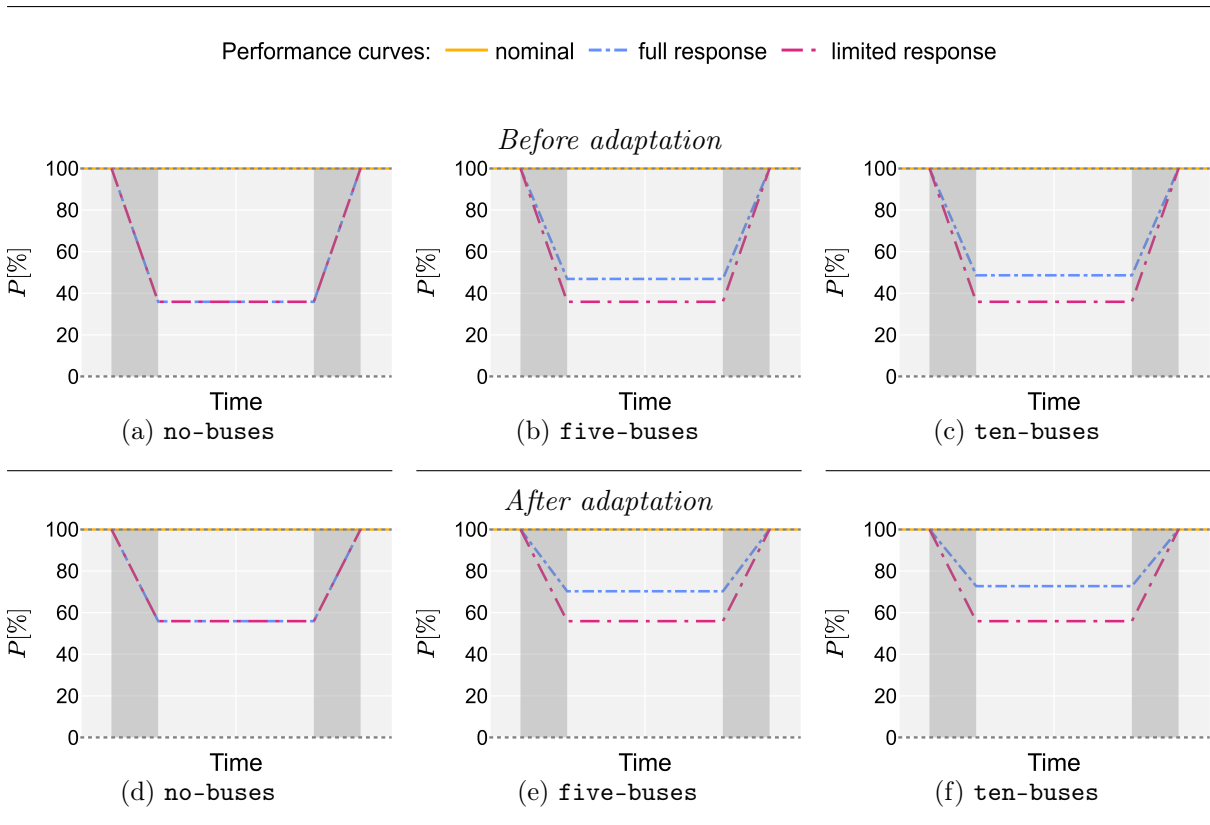 Performance curves: nominal full response limited response
Before adaptation
100
80
60
40
20
0
P[%]
Time
(a) no-buses
100
80
60
40
20
0
P[%]
Time
(b) five-buses
100
80
60
40
20
0
P[%]
Time
(c) ten-buses
After adaptation
100
80
60
40
20
0
P[%]
Time
(d) no-buses
100
80
60
40
20
0
P[%]
Time
(e) five-buses
100
80
60
40
20
0
P[%]
Time
(f) ten-buses